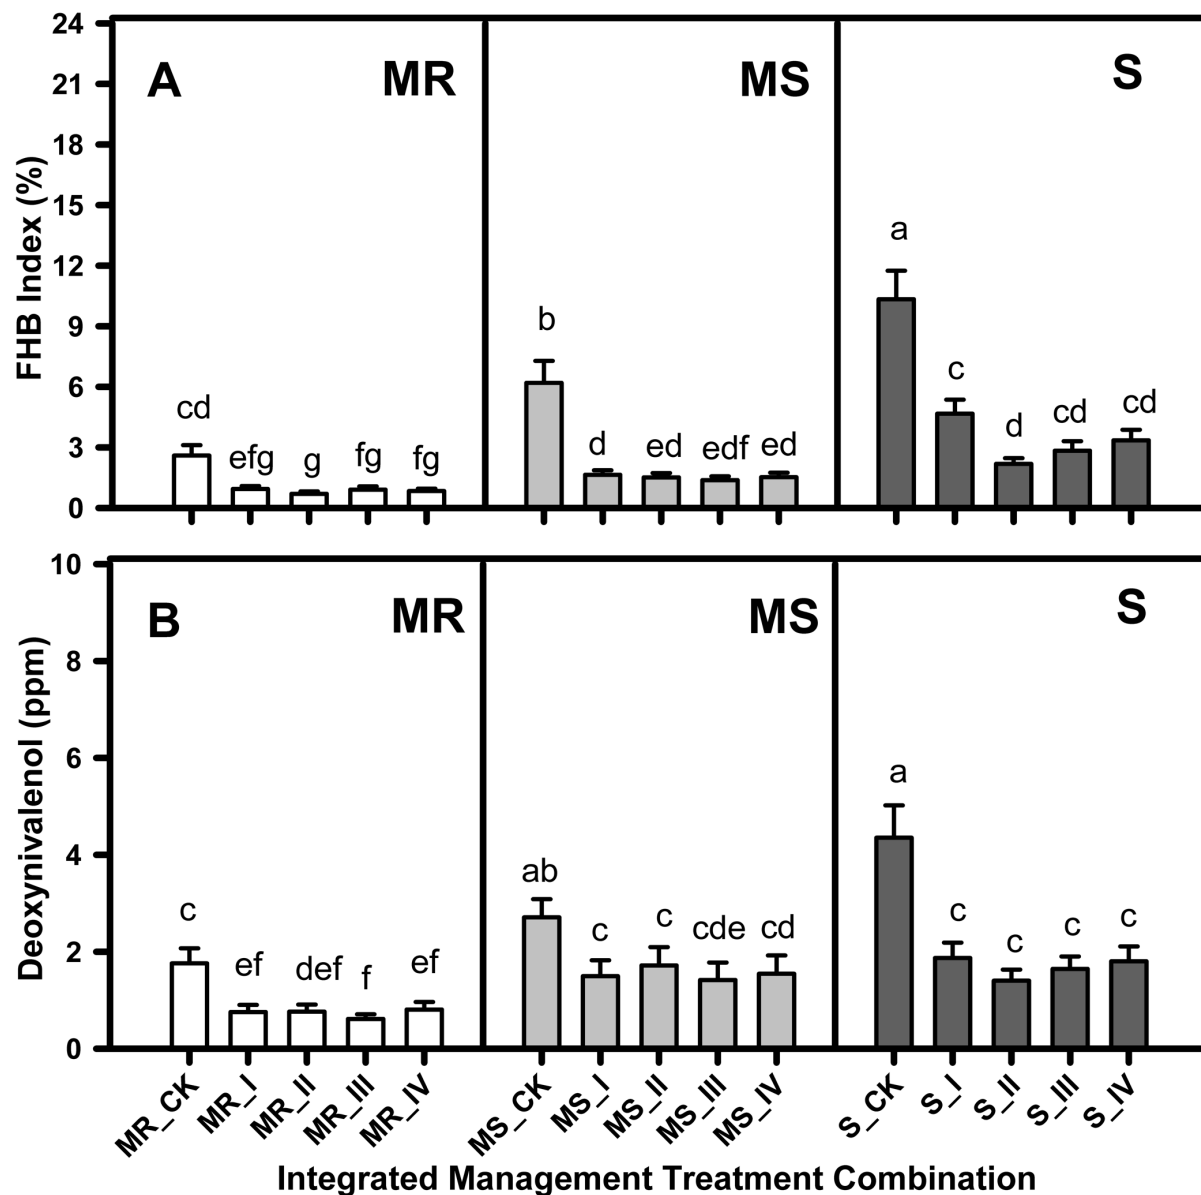 24
21
18
15
12
9
6
3
0
FHB Index (%)
A MR MS S
cd efg g fg fg b d ed edf ed a c d cd cd
10
8
6
4
2
0
Deoxynivalenol (ppm)
B MR MS S
c ef def f ef ab c c cde cd a c c c c
MR_CK MR_I MR_II MR_III MR_IV MS_CK MS_I MS_II MS_III MS_IV S_CK S_I S_II S_III S_IV
Integrated Management Treatment Combination